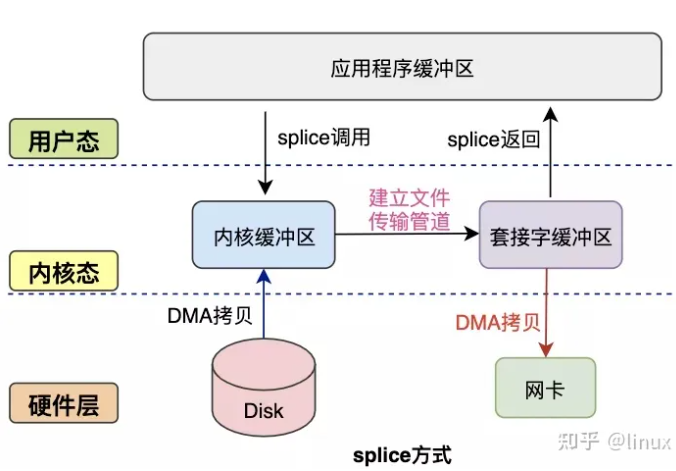 应用程序缓冲区
用户态
splice调用
splice返回
建立文件
传输管道
内核缓冲区
套接字缓冲区
内核态
DMA拷贝
DMA拷贝
硬件层
Disk
网卡
知乎 @linux
splice方式